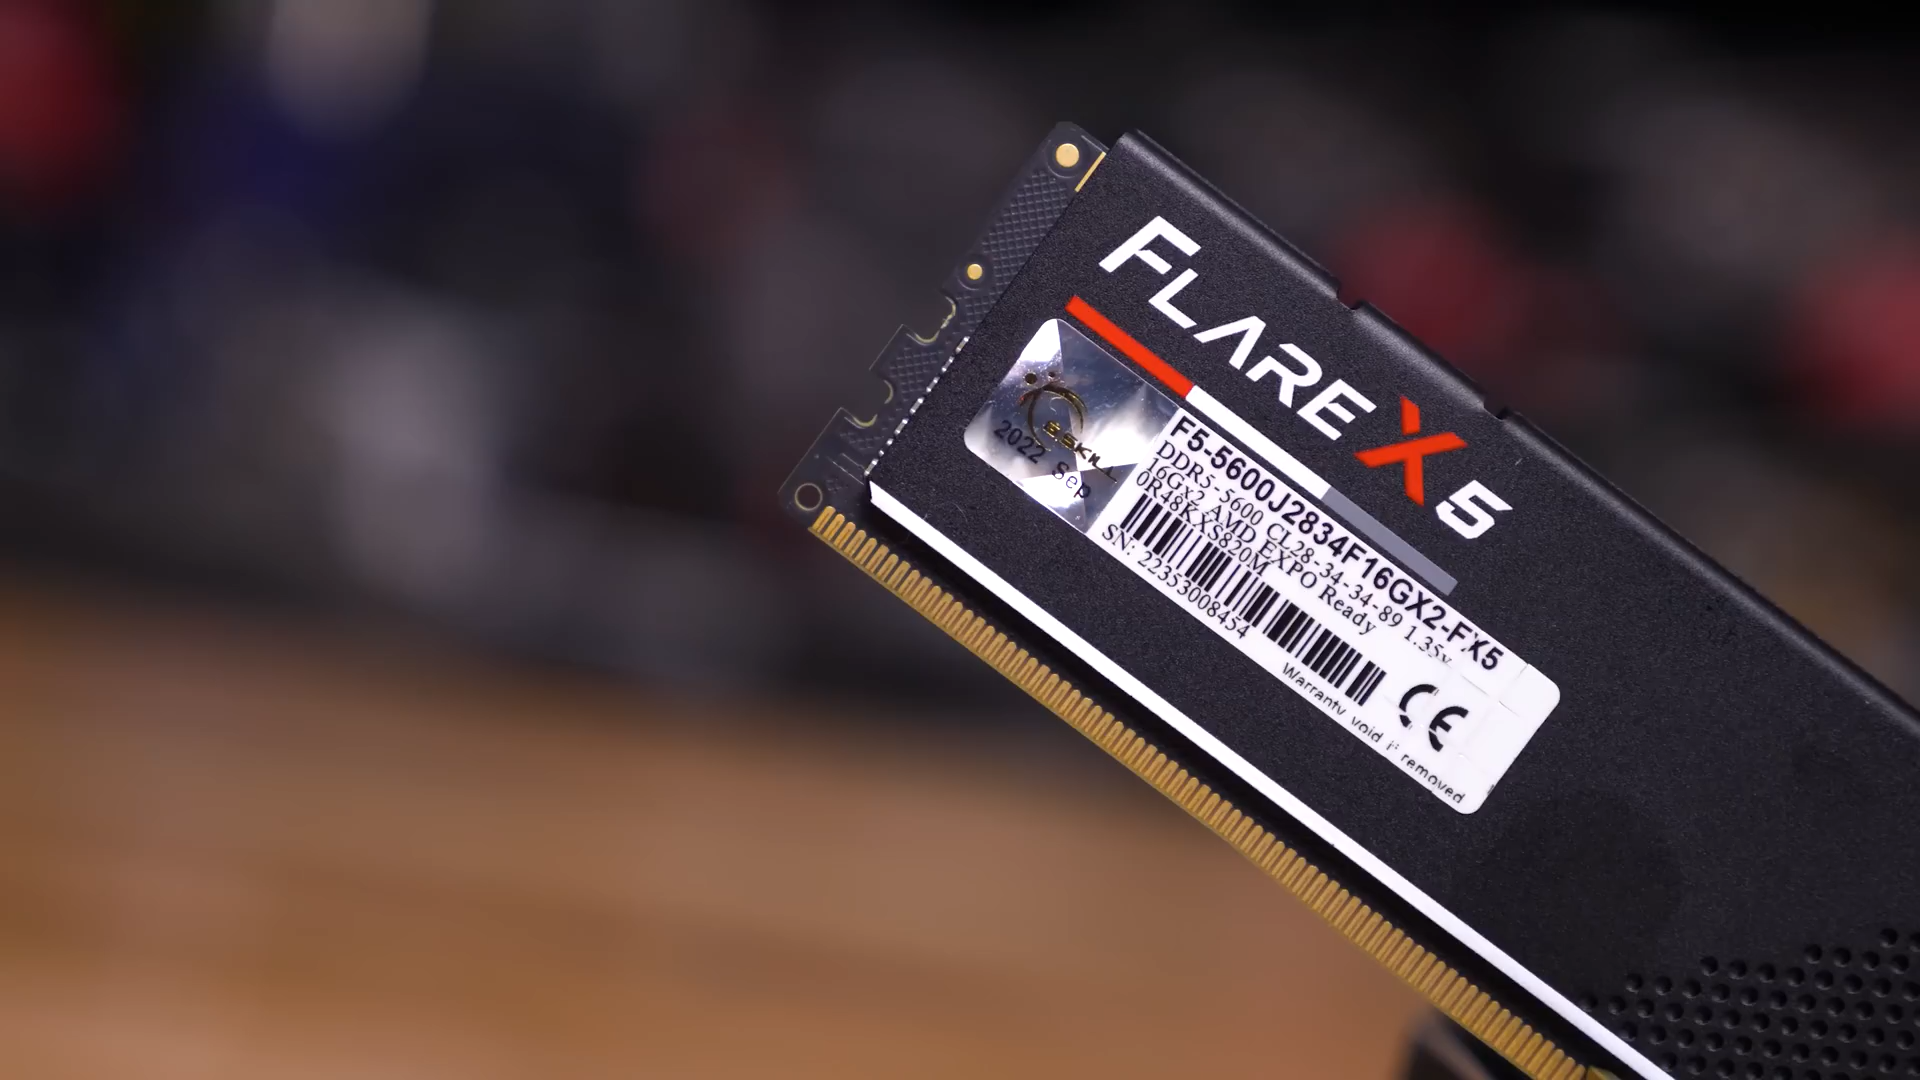 FLARE X5
G.SKILL
2022 Sep
F5-5600J2834F16GX2-FX5
DDR5-5600 CL28-34-34-89 1.35v
16Gx2 AMD EXPO Ready
0R48KXS820M
SN: 22353008454
CE
Warranty void if removed